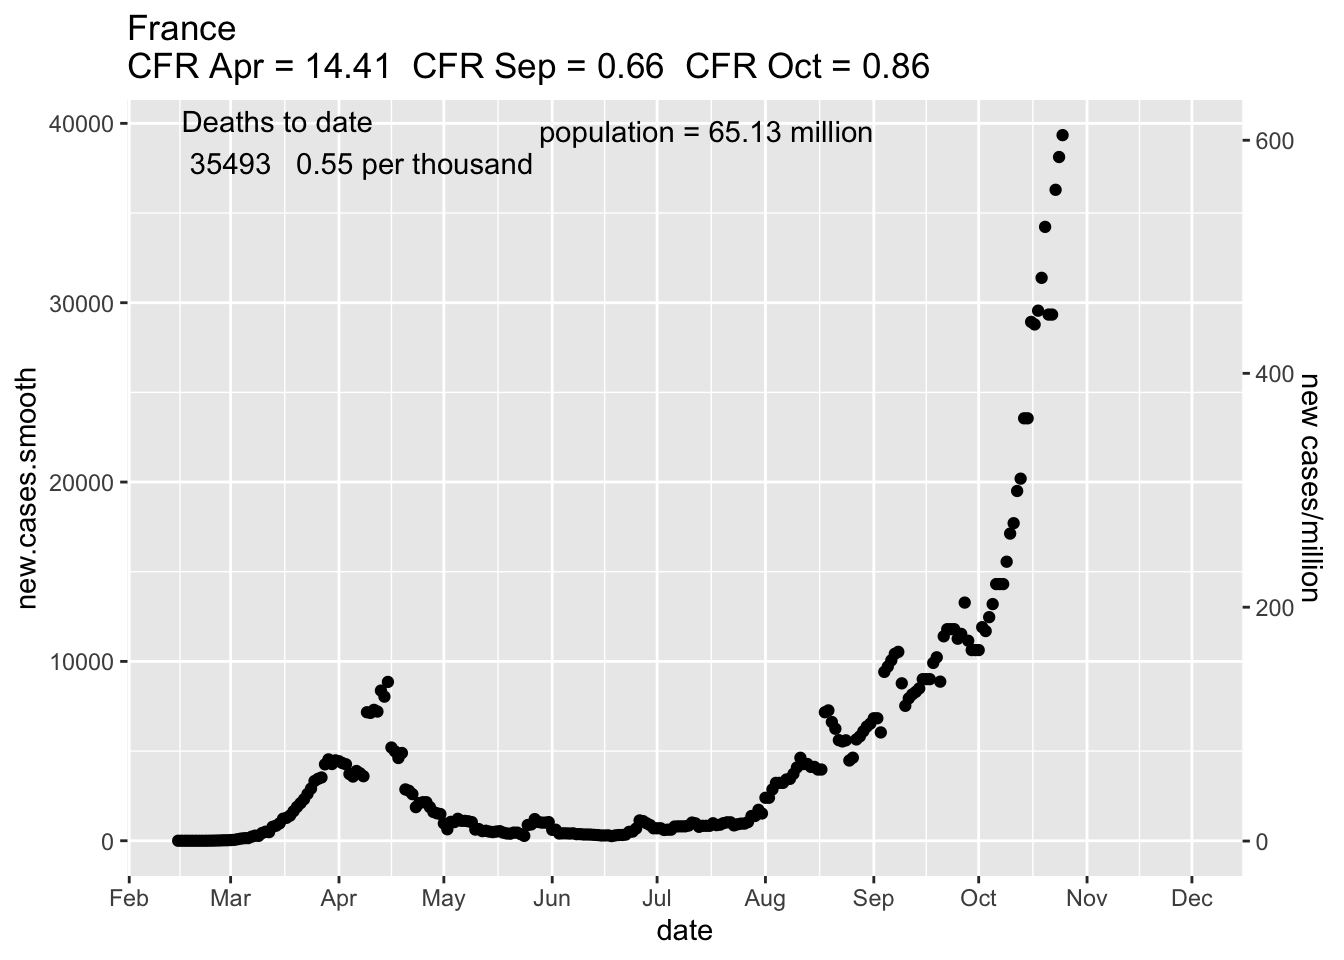 France
CFR Apr = 14.41  CFR Sep = 0.66  CFR Oct = 0.86
Deaths to date
35493   0.55 per thousand
population = 65.13 million
40000
30000
20000
10000
0
new.cases.smooth
600
400
200
0
new cases/million
Feb Mar Apr May Jun Jul Aug Sep Oct Nov Dec
date